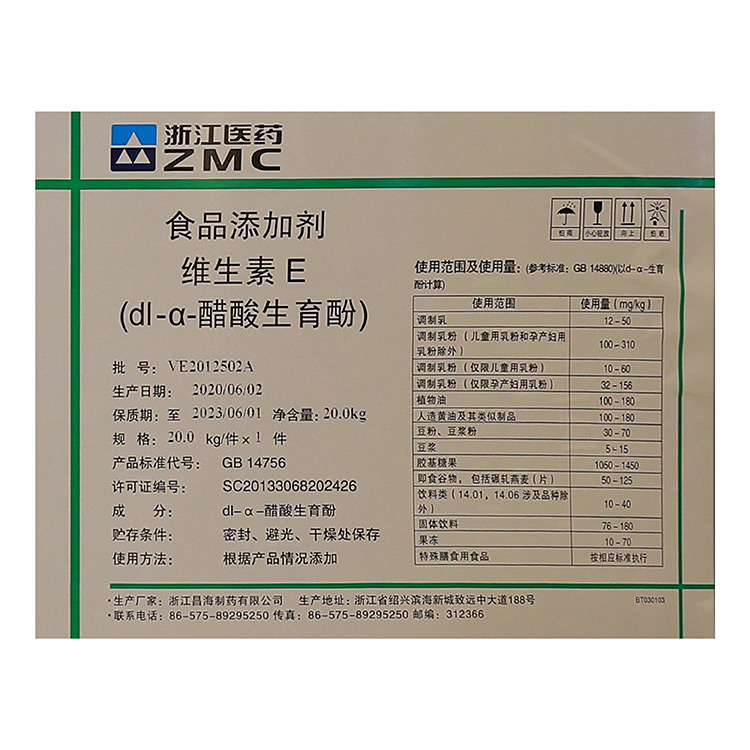 浙江医药
ZMC
食品添加剂
维生素 E
(dl-α-醋酸生育酚)
怕雨 小心轻放 向上 怕晒
批 号: VE2012502A
生产日期: 2020/06/02
保质期: 至 2023/06/01 净含量: 20.0kg
规 格: 20.0 kg/件 × 1 件
产品标准代号: GB 14756
许可证编号: SC20133068202426
成 分: dl-α-醋酸生育酚
贮存条件: 密封、避光、干燥处保存
使用方法: 根据产品情况添加
使用范围及使用量: (参考标准: GB 14880)(以d-α-生育
酚计算)
使用范围 使用量 (mg/kg)
调制乳 12-50
调制乳粉 (儿童用乳粉和孕产妇用
乳粉除外) 100-310
调制乳粉 (仅限儿童用乳粉) 10-60
调制乳粉 (仅限孕产妇用乳粉) 32-156
植物油 100-180
人造黄油及其类似制品 100-180
豆粉、豆浆粉 30-70
豆浆 5-15
胶基糖果 1050-1450
即食谷物, 包括碾轧燕麦 (片) 50-125
饮料类 (14.01, 14.06 涉及品种除
外) 10-40
固体饮料 76-180
果冻 10-70
特殊膳食用食品 按相应标准执行
·生产厂家: 浙江昌海制药有限公司 生产地址: 浙江省绍兴滨海新城致远中大道188号
·联系电话: 86-575-89295250 传真: 86-575-89295250 邮编: 312366
BT030103